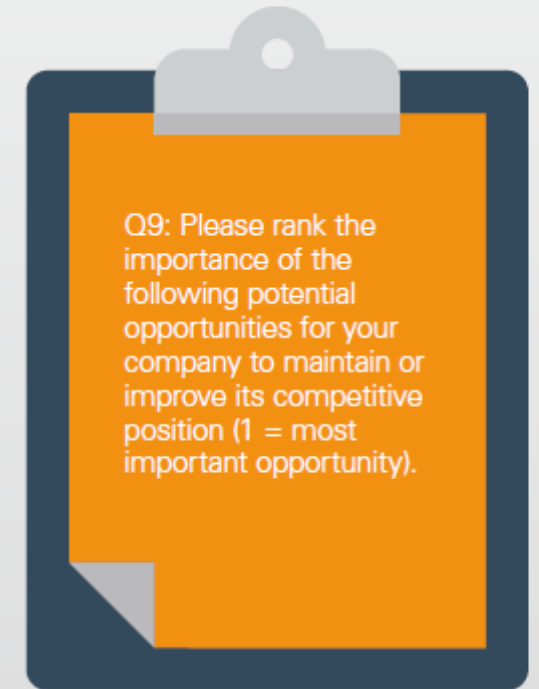 Q9: Please rank the
importance of the
following potential
opportunities for your
company to maintain or
improve its competitive
position (1 = most
important opportunity).